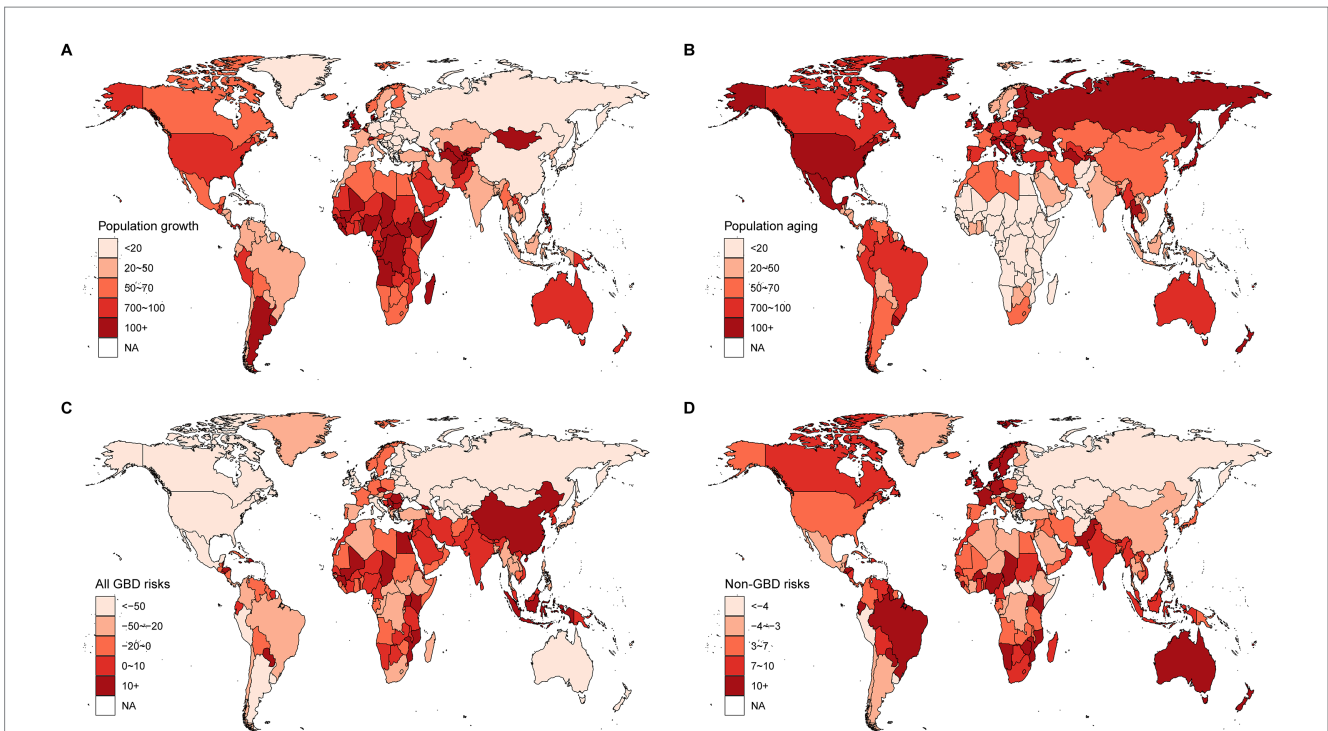 A
B
Population growth
<20
20~50
50~70
700~100
100+
NA
Population aging
<20
20~50
50~70
700~100
100+
NA
C
D
All GBD risks
<−50
−50~−20
−20~0
0~10
10+
NA
Non-GBD risks
<−4
−4~−3
3~7
7~10
10+
NA